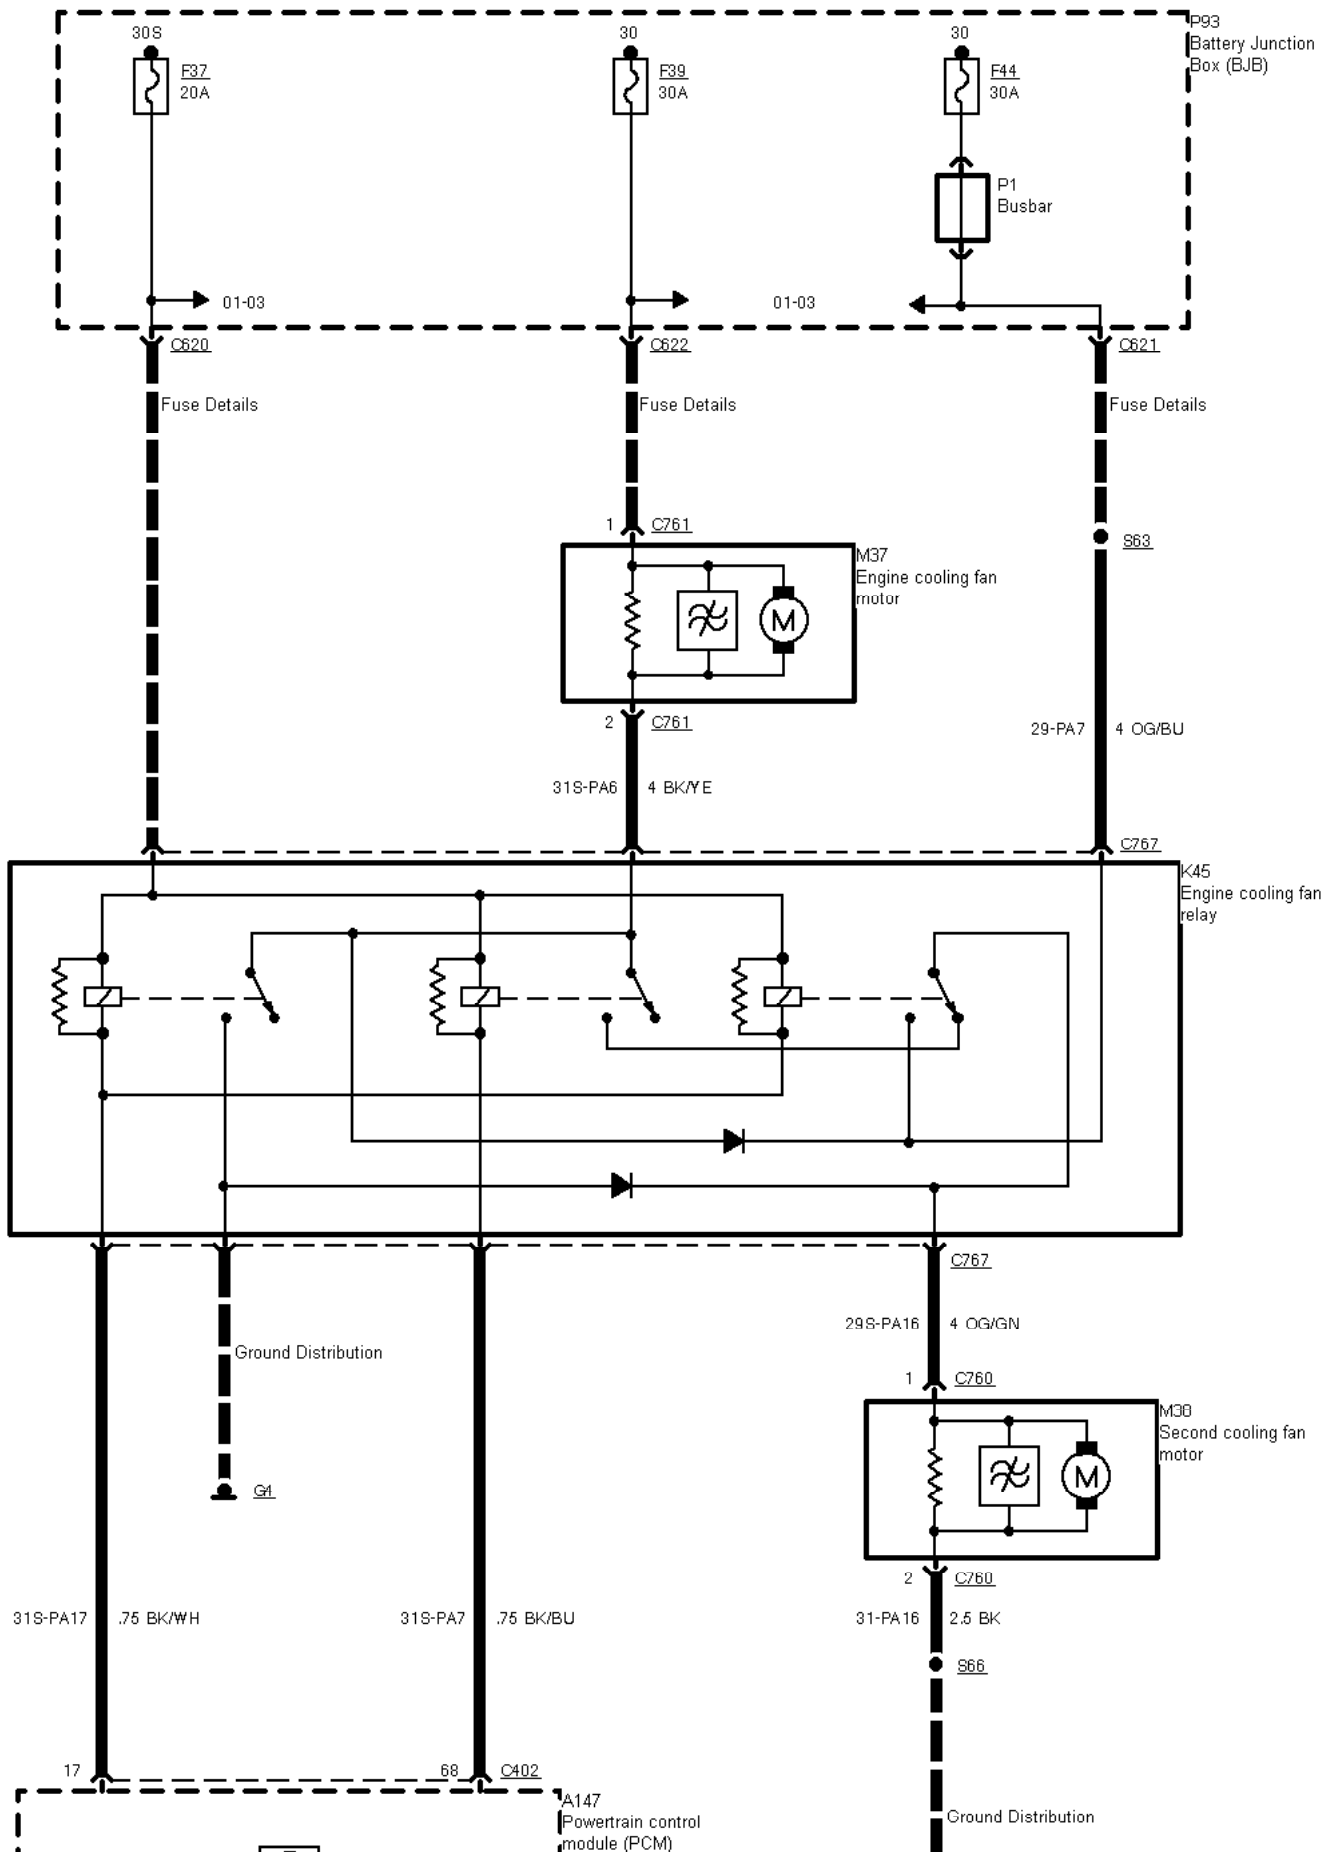 30S
30
30
P93
Battery Junction
Box (BJB)
F37
20A
F39
30A
F44
30A
P1
Busbar
01-03
01-03
C620
C622
C621
Fuse Details
Fuse Details
Fuse Details
1
C761
S63
M37
Engine cooling fan
motor
2
C761
29-PA7
4 OG/BU
31S-PA6
4 BK/YE
C767
K45
Engine cooling fan
relay
M
C767
29S-PA16
4 OG/GN
Ground Distribution
1
C760
M38
Second cooling fan
motor
M
G4
2
C760
31S-PA17
.75 BK/WH
31S-PA7
.75 BK/BU
31-PA16
2.5 BK
S66
17
68
C402
A147
Powertrain control
module (PCM)
Ground Distribution